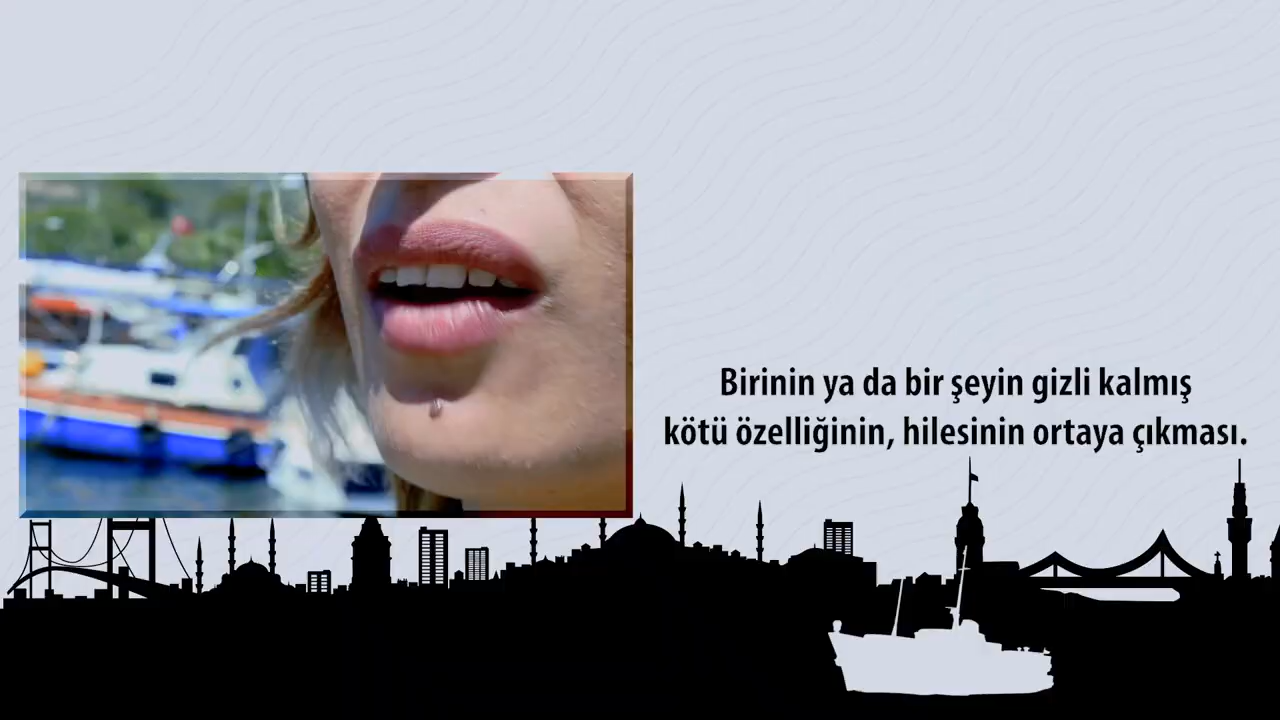 Birinin ya da bir şeyin gizli kalmış
kötü özelliğinin, hilesinin ortaya çıkması.